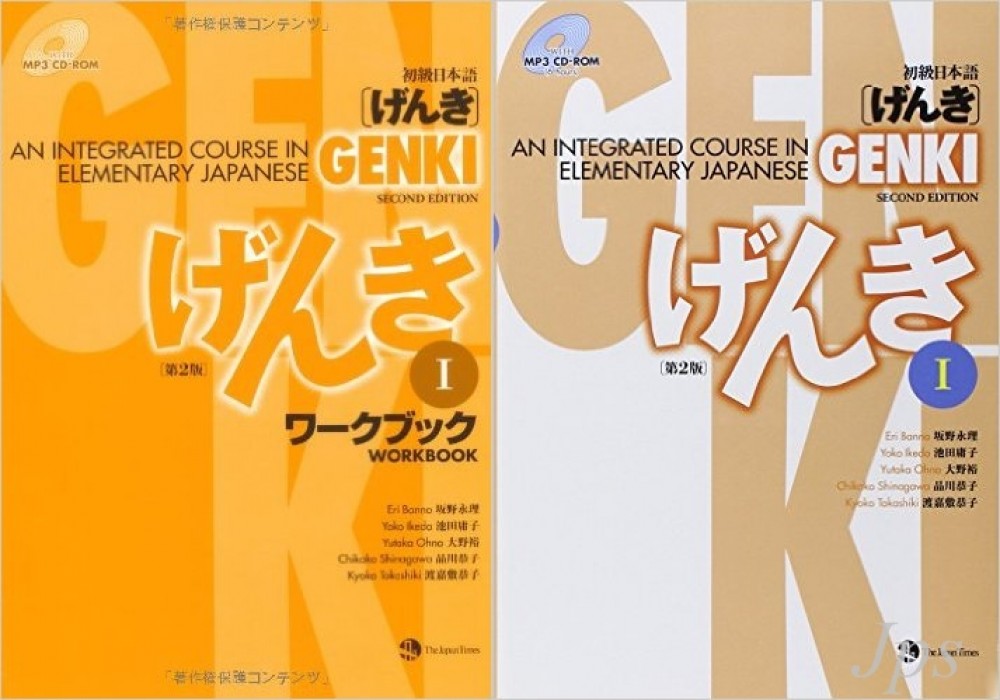 「著作権保護コンテンツ」
WITH
MP3 CD-ROM
初級日本語
[げんき]
AN INTEGRATED COURSE IN
ELEMENTARY JAPANESE
GENKI
SECOND EDITION
げんき
[第2版]
I
ワークブック
WORKBOOK
Eri Banno 坂野永理
Yoko Ikeda 池田庸子
Yutaka Ohno 大野裕
Chikako Shinagawa 品川恭子
Kyoko Tokashiki 渡嘉敷恭子
The Japan Times
「著作権保護コンテンツ」
GENKI
WITH
MP3 CD-ROM
16 hours
初級日本語
[げんき]
AN INTEGRATED COURSE IN
ELEMENTARY JAPANESE
GENKI
SECOND EDITION
げんき
[第2版]
I
Eri Banno 坂野永理
Yoko Ikeda 池田庸子
Yutaka Ohno 大野裕
Chikako Shinagawa 品川恭子
Kyoko Tokashiki 渡嘉敷恭子
The Japan Times
Jps
GENKI